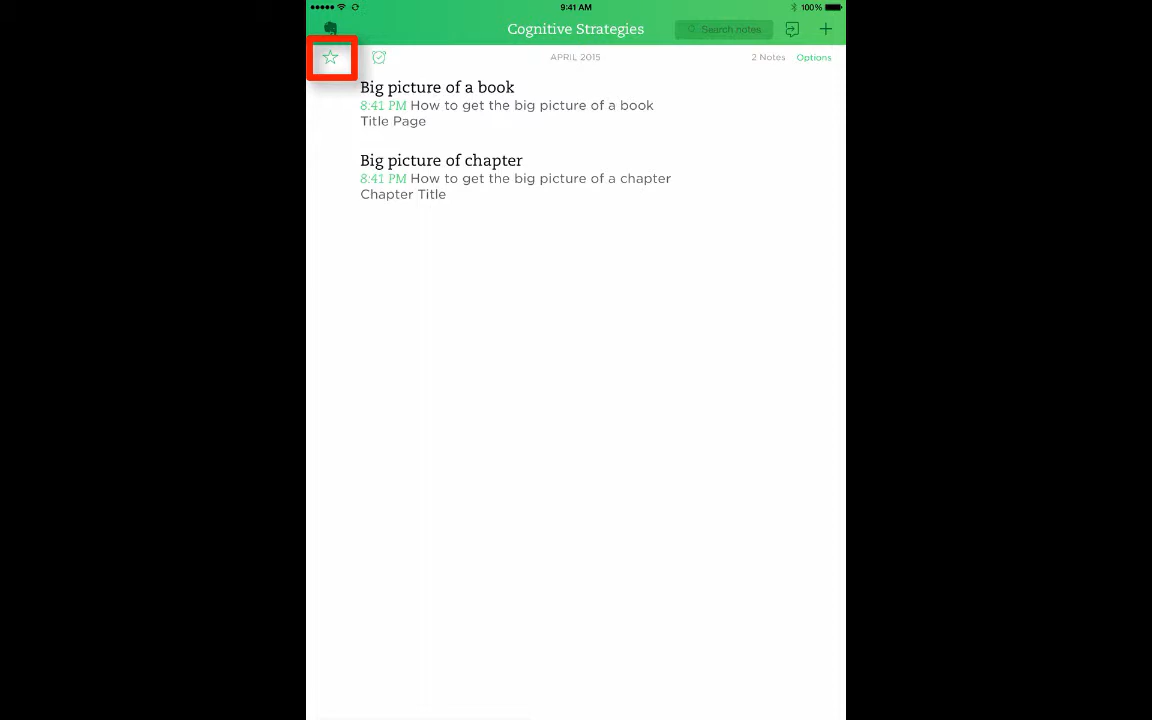 9:41 AM
100%
Cognitive Strategies
Search notes
APRIL 2015
2 Notes
Options
Big picture of a book
8:41 PM How to get the big picture of a book
Title Page
Big picture of chapter
8:41 PM How to get the big picture of a chapter
Chapter Title